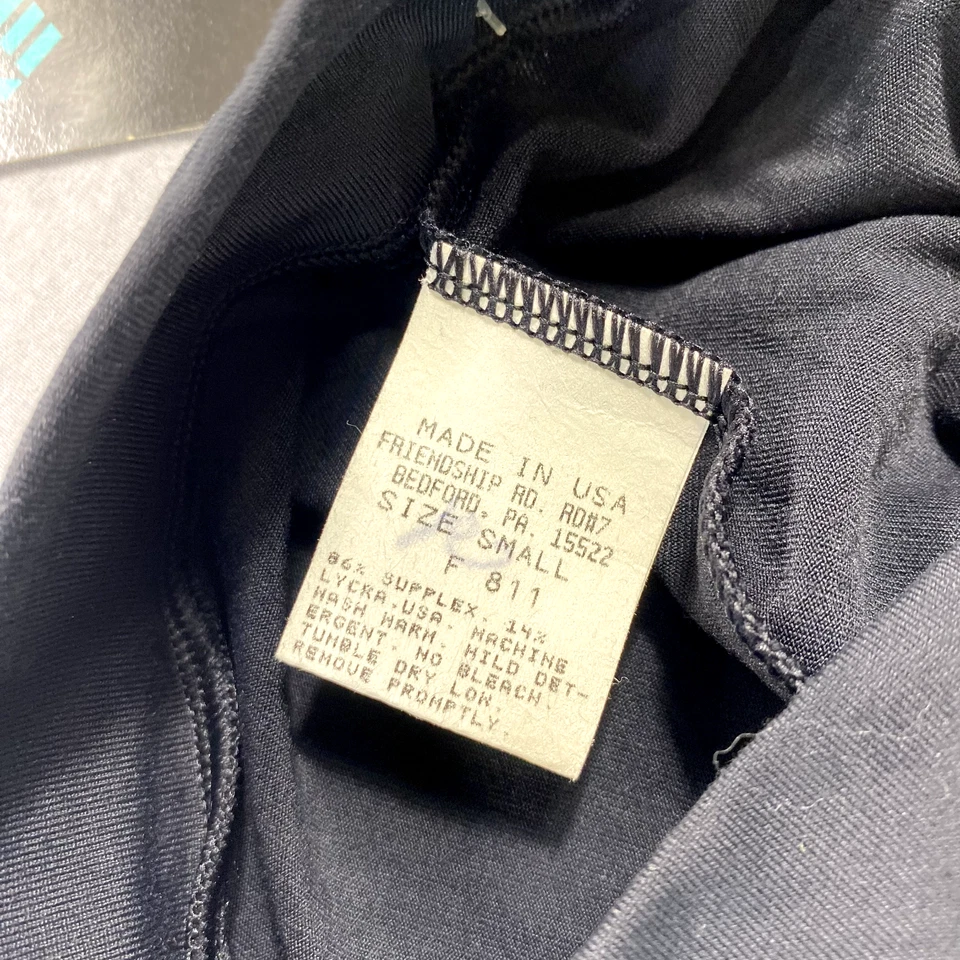 MADE IN USA
FRIENDSHIP RD. RD#7
BEDFORD, PA. 15522
SIZE SMALL
F 811
86% SUPPLEX. 14%
LYCRA.USA. MACHINE
WASH WARM. MILD DET-
ERGENT. NO BLEACH.
TUMBLE DRY LOW.
REMOVE PROMPTLY.